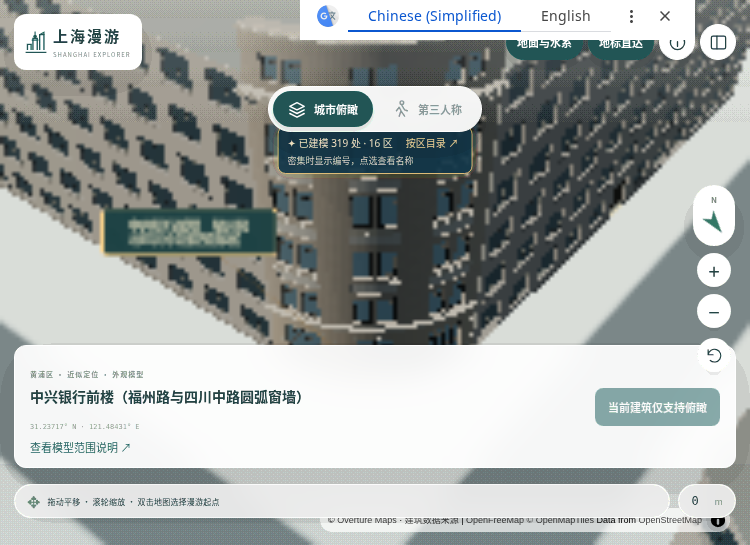 Chinese (Simplified)
English
上海漫游
SHANGHAI EXPLORER
地面与水系
地标直达
城市俯瞰
第三人称
✦ 已建模 319 处 · 16 区 按区目录 ↗
密集时显示编号，点选查看名称
N
+
−
黄浦区 · 近似定位 · 外观模型
中兴银行前楼（福州路与四川中路圆弧窗墙）
当前建筑仅支持俯瞰
31.23717° N · 121.48431° E
查看模型范围说明 ↗
拖动平移 · 滚轮缩放 · 双击地图选择漫游起点
0 m
© Overture Maps · 建筑数据来源 | OpenFreeMap © OpenMapTiles Data from OpenStreetMap